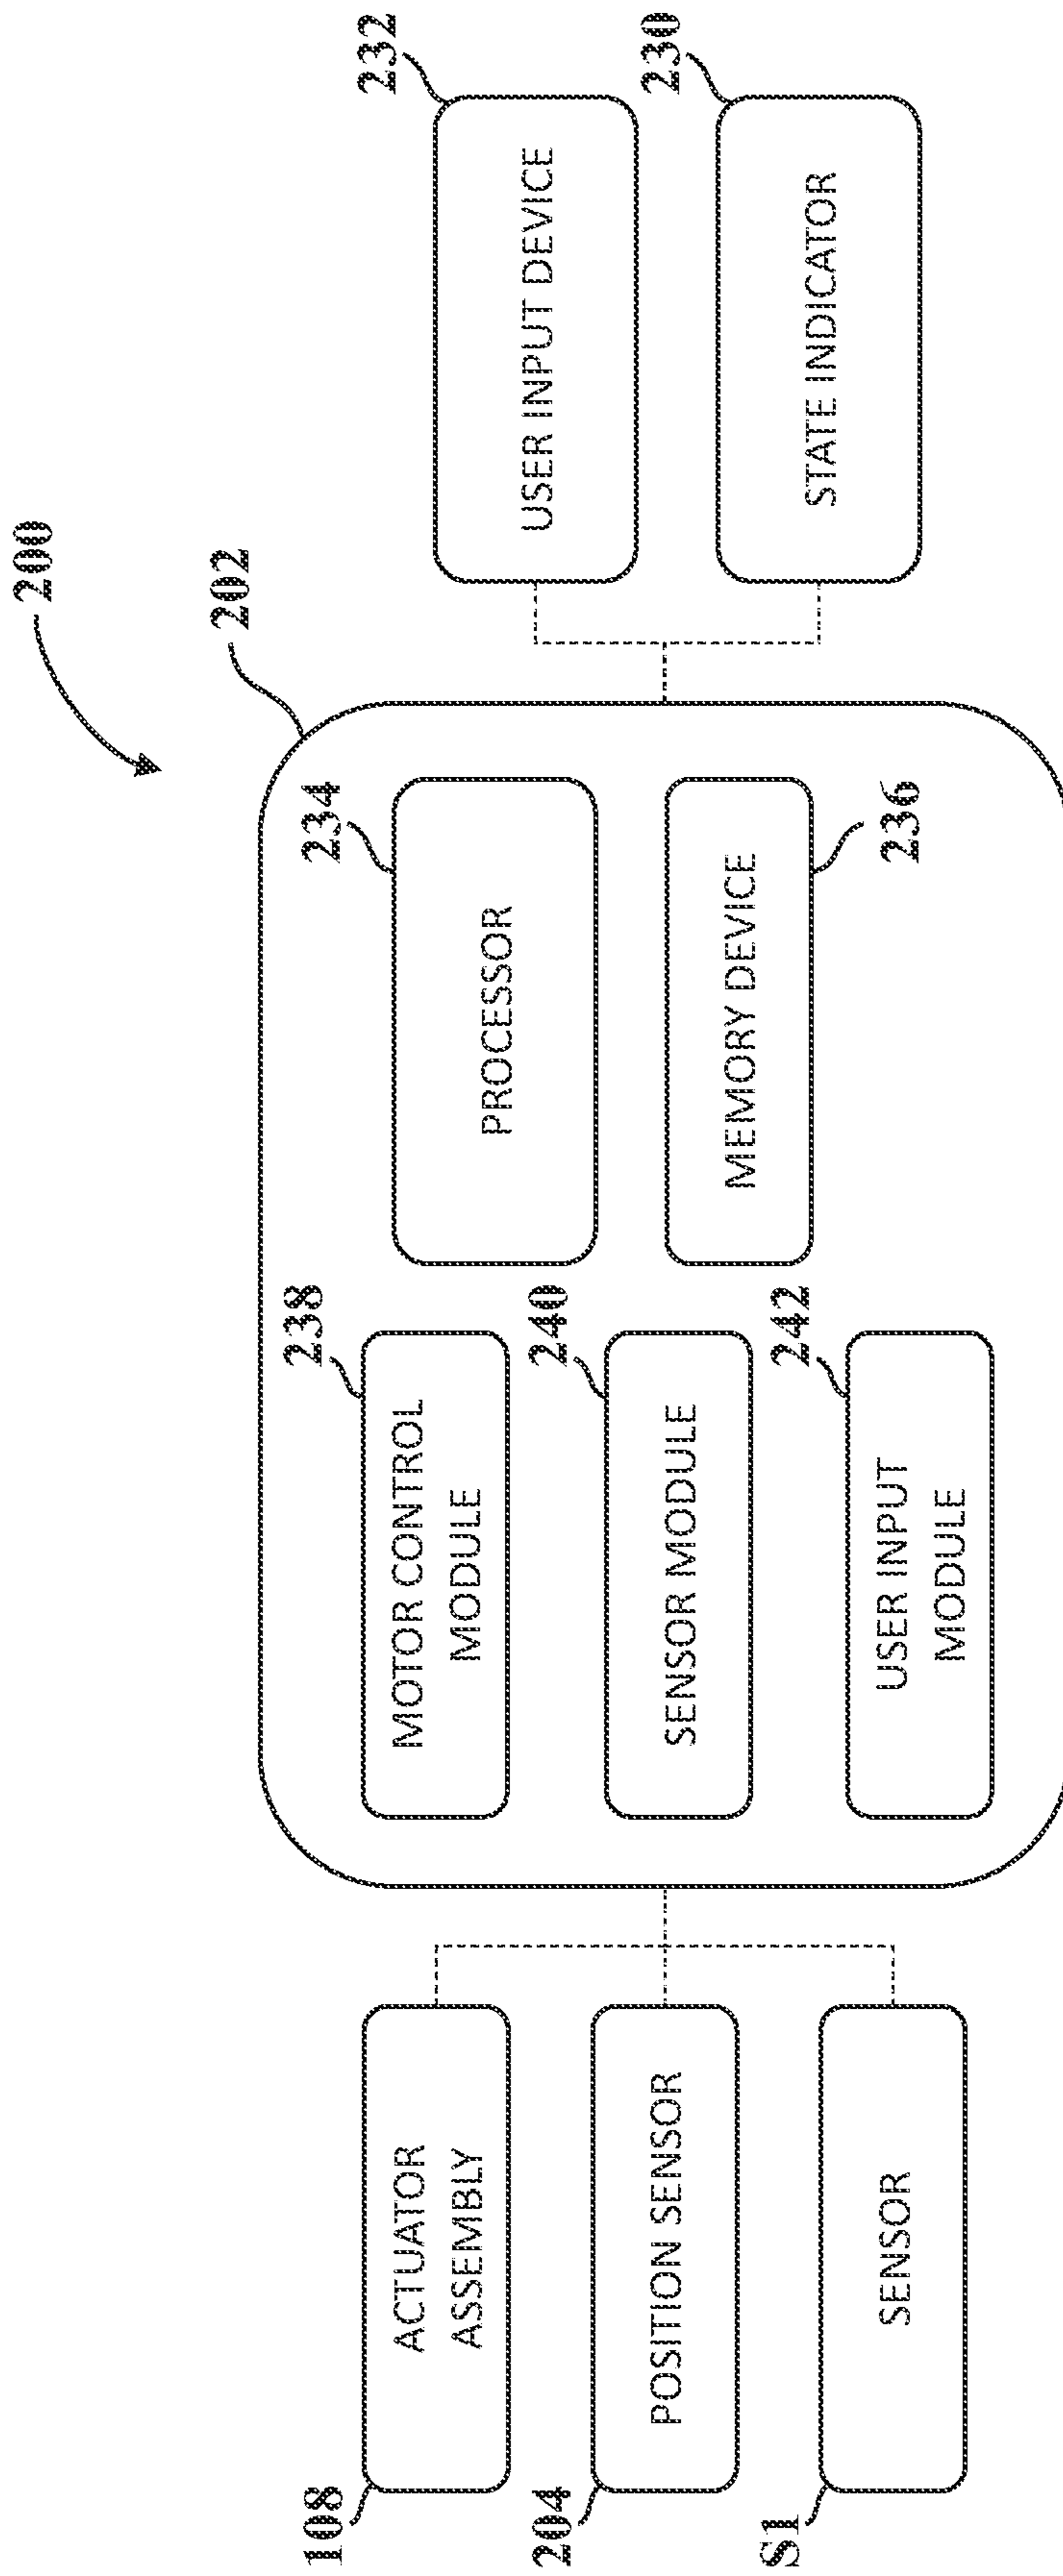 200
202
108
ACTUATOR
ASSEMBLY
204
POSITION SENSOR
S1
SENSOR
238
MOTOR CONTROL
MODULE
240
SENSOR MODULE
242
USER INPUT
MODULE
234
PROCESSOR
MEMORY DEVICE
236
232
USER INPUT DEVICE
230
STATE INDICATOR